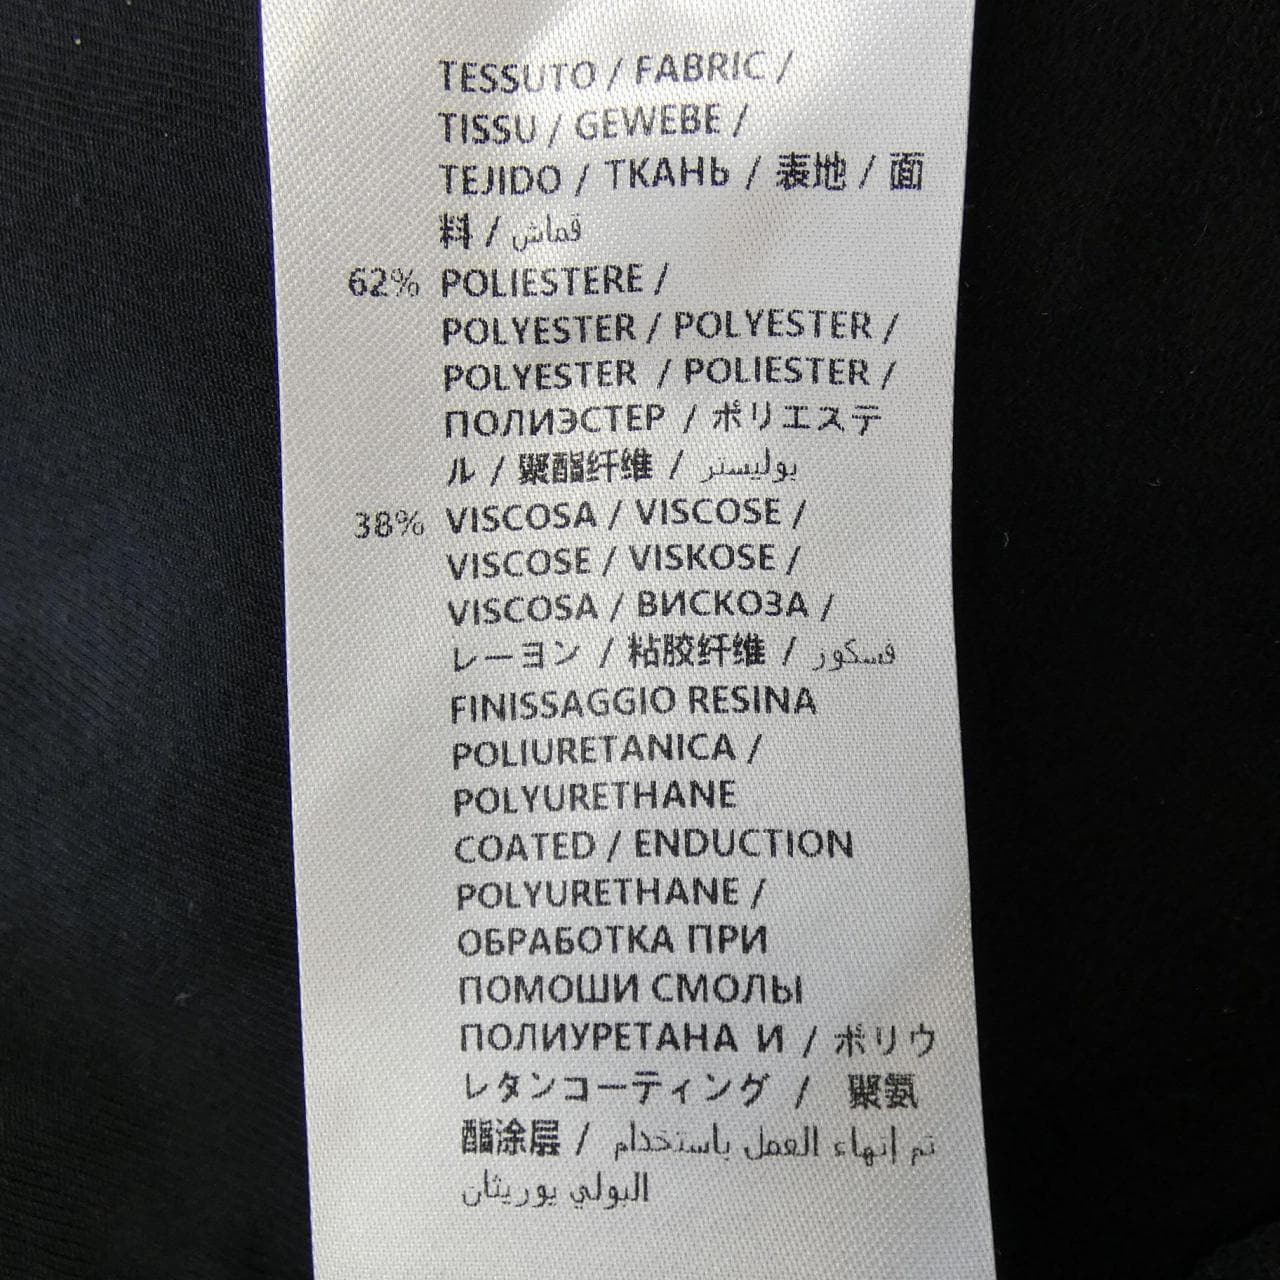 TESSUTO / FABRIC /
TISSU / GEWEBE /
TEJIDO / ТКАНЬ / 表地 / 面
料 / قماش
62% POLIESTERE /
POLYESTER / POLYESTER /
POLYESTER / POLIESTER /
ПОЛИЭСТЕР / ポリエステ
ル / 聚酯纤维 / بوليستر
38% VISCOSA / VISCOSE /
VISCOSE / VISKOSE /
VISCOSA / ВИСКОЗА /
レーヨン / 粘胶纤维 / فسكوز
FINISSAGGIO RESINA
POLIURETANICA /
POLYURETHANE
COATED / ENDUCTION
POLYURETHANE /
ОБРАБОТКА ПРИ
ПОМОШИ СМОЛЫ
ПОЛИУРЕТАНА И / ポリウ
レタンコーティング / 聚氨
酯涂层 / تم إنهاء العمل باستخدام
البولي يوريثان